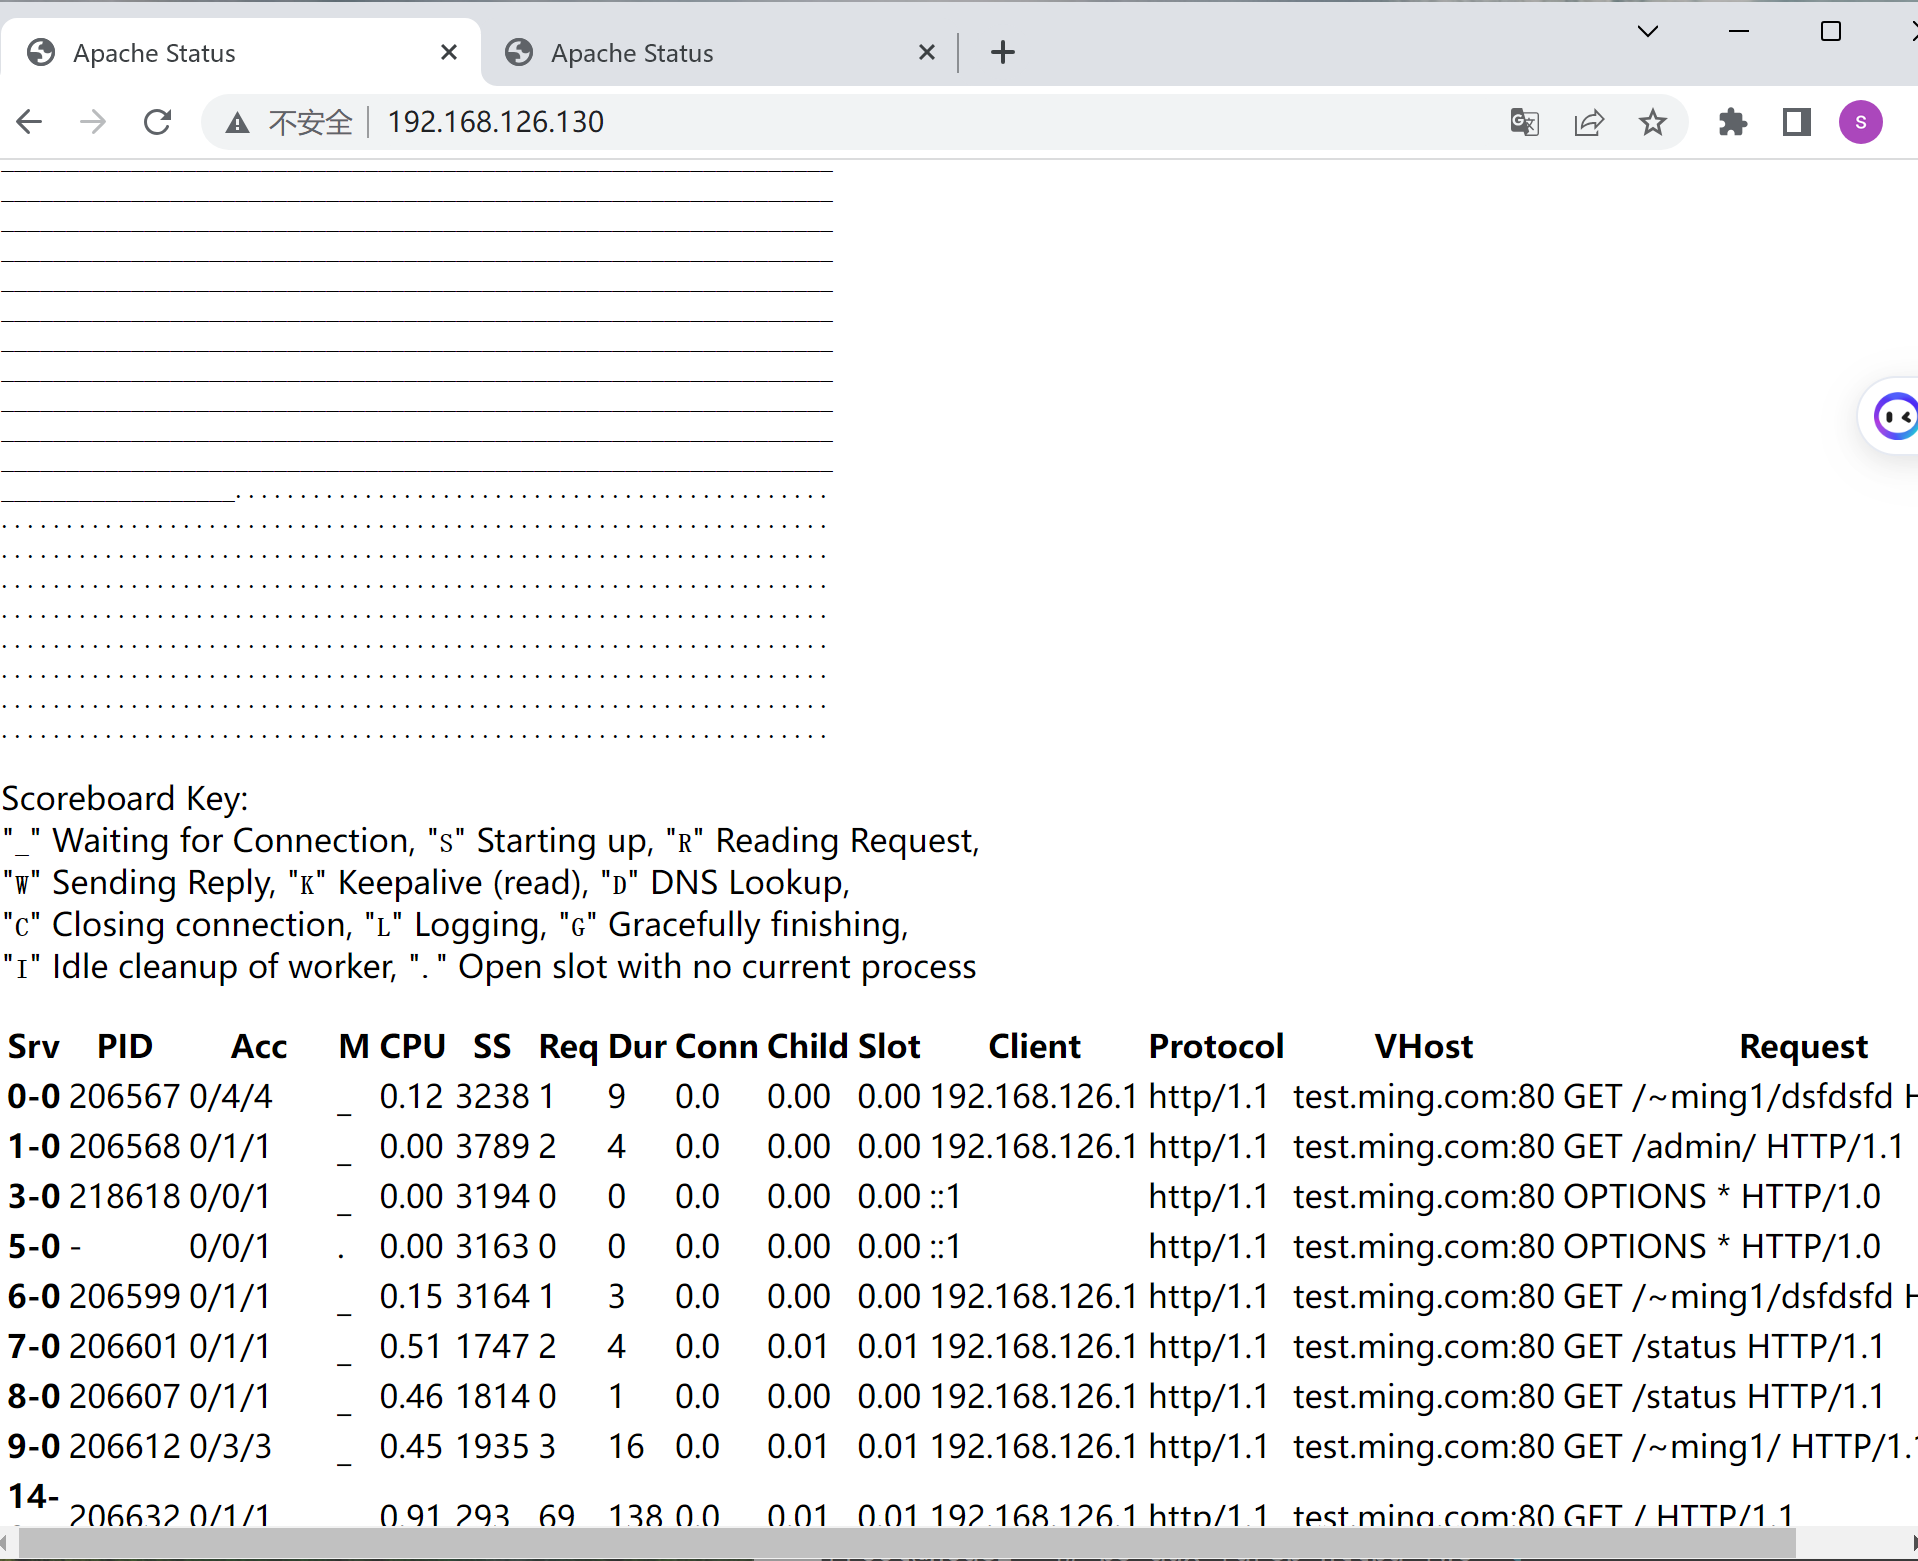 Apache Status
Apache Status
不安全 192.168.126.130
s
................................................
................................................................
................................................................
................................................................
................................................................
................................................................
................................................................
................................................................
................................................................
Scoreboard Key:
"_" Waiting for Connection, "S" Starting up, "R" Reading Request,
"W" Sending Reply, "K" Keepalive (read), "D" DNS Lookup,
"C" Closing connection, "L" Logging, "G" Gracefully finishing,
"I" Idle cleanup of worker, "." Open slot with no current process
Srv PID Acc M CPU SS Req Dur Conn Child Slot Client Protocol VHost Request
0-0 206567 0/4/4 _ 0.12 3238 1 9 0.0 0.00 0.00 192.168.126.1 http/1.1 test.ming.com:80 GET /~ming1/dsfdsfd H
1-0 206568 0/1/1 _ 0.00 3789 2 4 0.0 0.00 0.00 192.168.126.1 http/1.1 test.ming.com:80 GET /admin/ HTTP/1.1
3-0 218618 0/0/1 _ 0.00 3194 0 0 0.0 0.00 0.00 ::1 http/1.1 test.ming.com:80 OPTIONS * HTTP/1.0
5-0 - 0/0/1 . 0.00 3163 0 0 0.0 0.00 0.00 ::1 http/1.1 test.ming.com:80 OPTIONS * HTTP/1.0
6-0 206599 0/1/1 _ 0.15 3164 1 3 0.0 0.00 0.00 192.168.126.1 http/1.1 test.ming.com:80 GET /~ming1/dsfdsfd H
7-0 206601 0/1/1 _ 0.51 1747 2 4 0.0 0.01 0.01 192.168.126.1 http/1.1 test.ming.com:80 GET /status HTTP/1.1
8-0 206607 0/1/1 _ 0.46 1814 0 1 0.0 0.00 0.00 192.168.126.1 http/1.1 test.ming.com:80 GET /status HTTP/1.1
9-0 206612 0/3/3 _ 0.45 1935 3 16 0.0 0.01 0.01 192.168.126.1 http/1.1 test.ming.com:80 GET /~ming1/ HTTP/1.1
14-
206632 0/1/1 0.91 293 69 138 0.0 0.01 0.01 192.168.126.1 http/1.1 test.ming.com:80 GET / HTTP/1.1